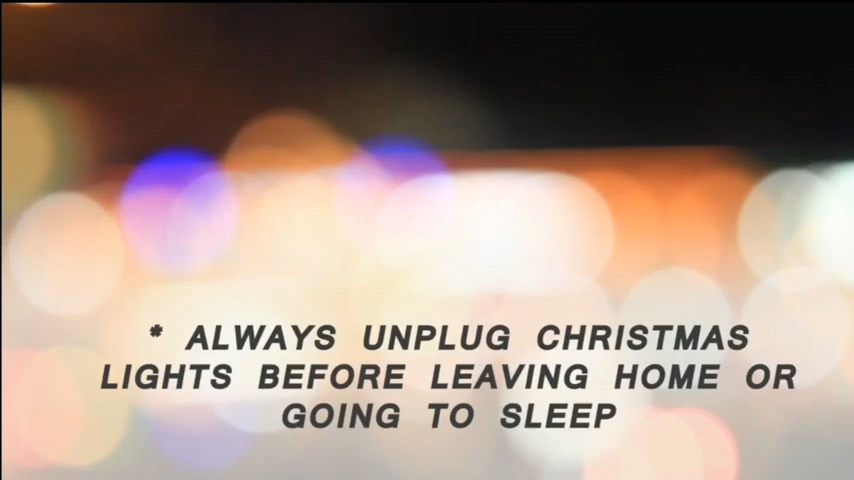 * ALWAYS UNPLUG CHRISTMAS
LIGHTS BEFORE LEAVING HOME OR
GOING TO SLEEP